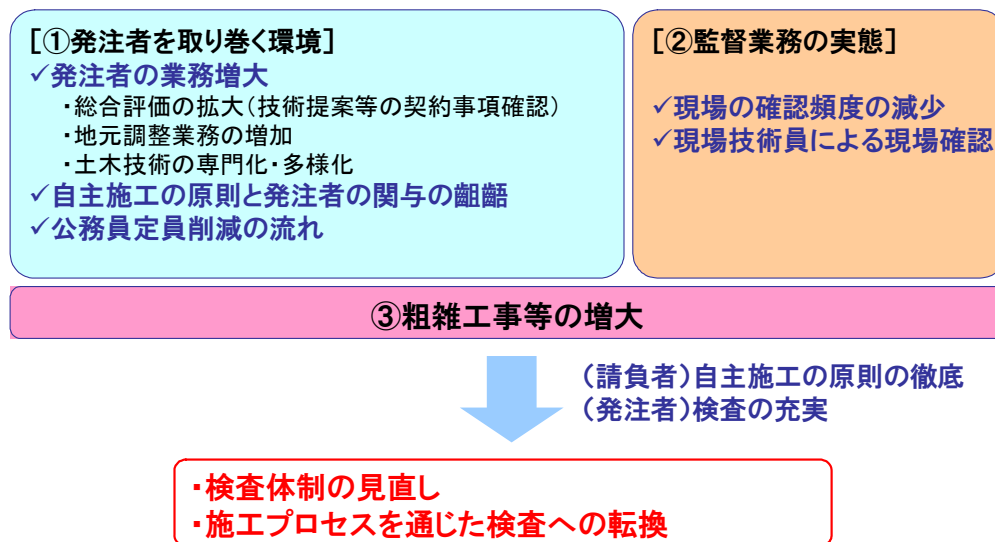 [①発注者を取り巻く環境]
✓発注者の業務増大
・総合評価の拡大(技術提案等の契約事項確認)
・地元調整業務の増加
・土木技術の専門化・多様化
✓自主施工の原則と発注者の関与の齟齬
✓公務員定員削減の流れ
[②監督業務の実態]
✓現場の確認頻度の減少
✓現場技術員による現場確認
③粗雑工事等の増大
(請負者)自主施工の原則の徹底
(発注者)検査の充実
・検査体制の見直し
・施工プロセスを通じた検査への転換